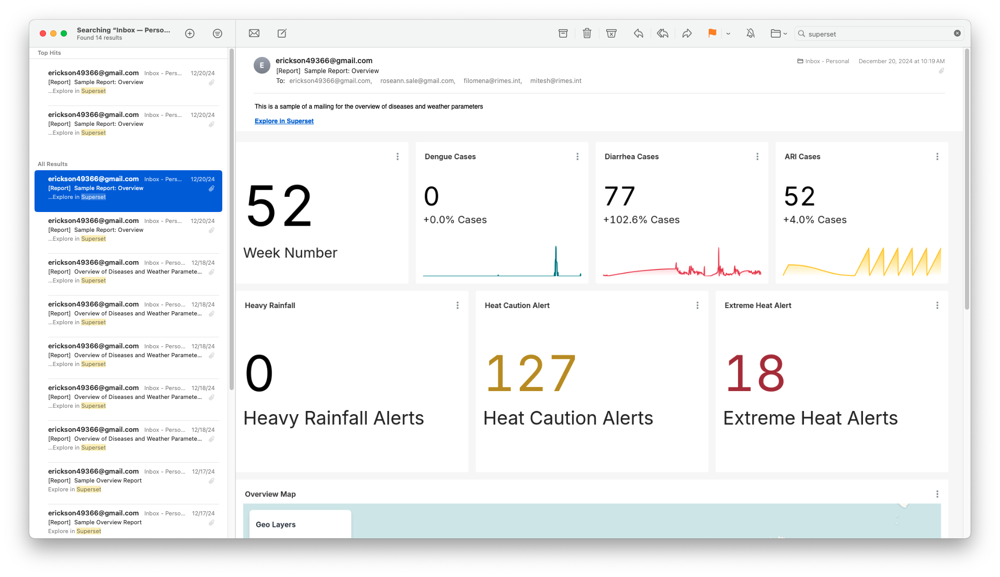 Searching “Inbox — Perso...
Found 14 results
superset
Top Hits
erickson49366@gmail.com Inbox - Pers... 12/20/24
[Report] Sample Report: Overview
...Explore in Superset
erickson49366@gmail.com Inbox - Pers... 12/20/24
[Report] Sample Report: Overview
...Explore in Superset
All Results
erickson49366@gmail.com Inbox - Pers... 12/20/24
[Report] Sample Report: Overview
...Explore in Superset
erickson49366@gmail.com Inbox - Pers... 12/20/24
[Report] Sample Report: Overview
...Explore in Superset
erickson49366@gmail.com Inbox - Perso... 12/18/24
[Report] Overview of Diseases and Weather Paramete...
...Explore in Superset
erickson49366@gmail.com Inbox - Perso... 12/18/24
[Report] Overview of Diseases and Weather Paramete...
...Explore in Superset
erickson49366@gmail.com Inbox - Perso... 12/18/24
[Report] Overview of Diseases and Weather Paramete...
...Explore in Superset
erickson49366@gmail.com Inbox - Perso... 12/18/24
[Report] Overview of Diseases and Weather Paramete...
...Explore in Superset
erickson49366@gmail.com Inbox - Perso... 12/18/24
[Report] Overview of Diseases and Weather Paramete...
...Explore in Superset
erickson49366@gmail.com Inbox - Perso... 12/17/24
[Report] Sample Overview Report
Explore in Superset
erickson49366@gmail.com Inbox - Perso... 12/17/24
[Report] Sample Overview Report
Explore in Superset
E
erickson49366@gmail.com
Inbox - Personal December 20, 2024 at 10:19 AM
[Report] Sample Report: Overview
To: erickson49366@gmail.com, roseann.sale@gmail.com, filomena@rimes.int, mitesh@rimes.int
This is a sample of a mailing for the overview of diseases and weather parameters
Explore in Superset
52
Week Number
Dengue Cases
0
+0.0% Cases
Diarrhea Cases
77
+102.6% Cases
ARI Cases
52
+4.0% Cases
Heavy Rainfall
0
Heavy Rainfall Alerts
Heat Caution Alert
127
Heat Caution Alerts
Extreme Heat Alert
18
Extreme Heat Alerts
Overview Map
Geo Layers